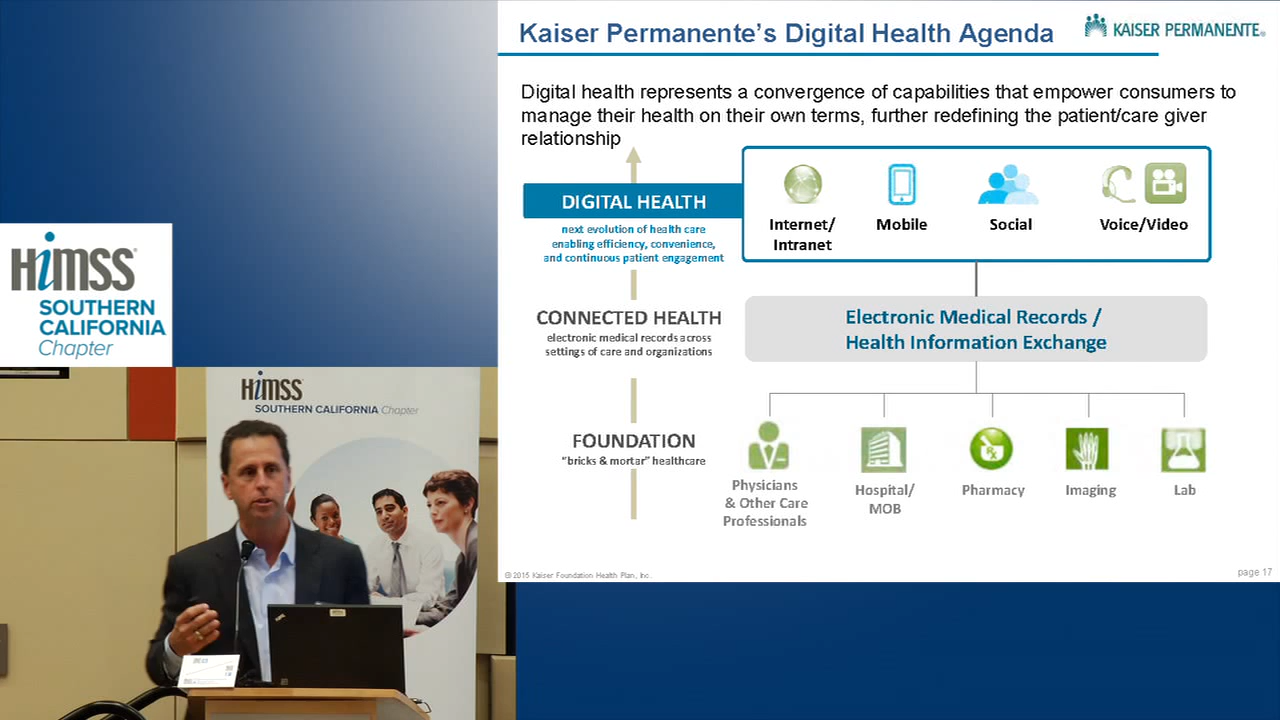 Kaiser Permanente's Digital Health Agenda
KAISER PERMANENTE®
Digital health represents a convergence of capabilities that empower consumers to
manage their health on their own terms, further redefining the patient/care giver
relationship
DIGITAL HEALTH
next evolution of health care
enabling efficiency, convenience,
and continuous patient engagement
Internet/
Intranet
Mobile
Social
Voice/Video
CONNECTED HEALTH
electronic medical records across
settings of care and organizations
Electronic Medical Records /
Health Information Exchange
FOUNDATION
"bricks & mortar" healthcare
Physicians
& Other Care
Professionals
Hospital/
MOB
Rx
Pharmacy
Imaging
Lab
© 2015 Kaiser Foundation Health Plan, Inc.
page 17
HiMSS®
SOUTHERN
CALIFORNIA
Chapter
HiMSS
SOUTHERN CALIFORNIA Chapter